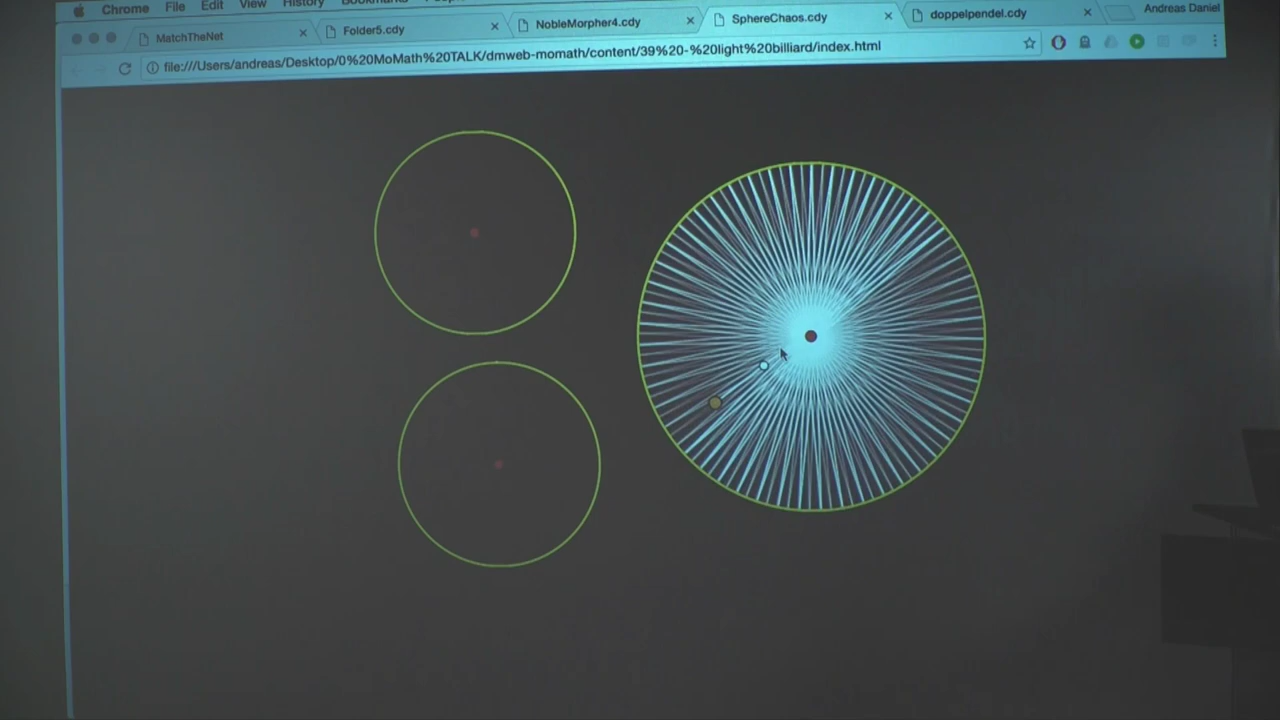 Chrome File Edit View History Bookmarks
Andreas Daniel
MatchTheNet
Folder5.cdy
NobleMorpher4.cdy
SphereChaos.cdy
doppelpendel.cdy
file:///Users/andreas/Desktop/0%20MoMath%20TALK/dmweb-momath/content/39%20-%20light%20billiard/index.html